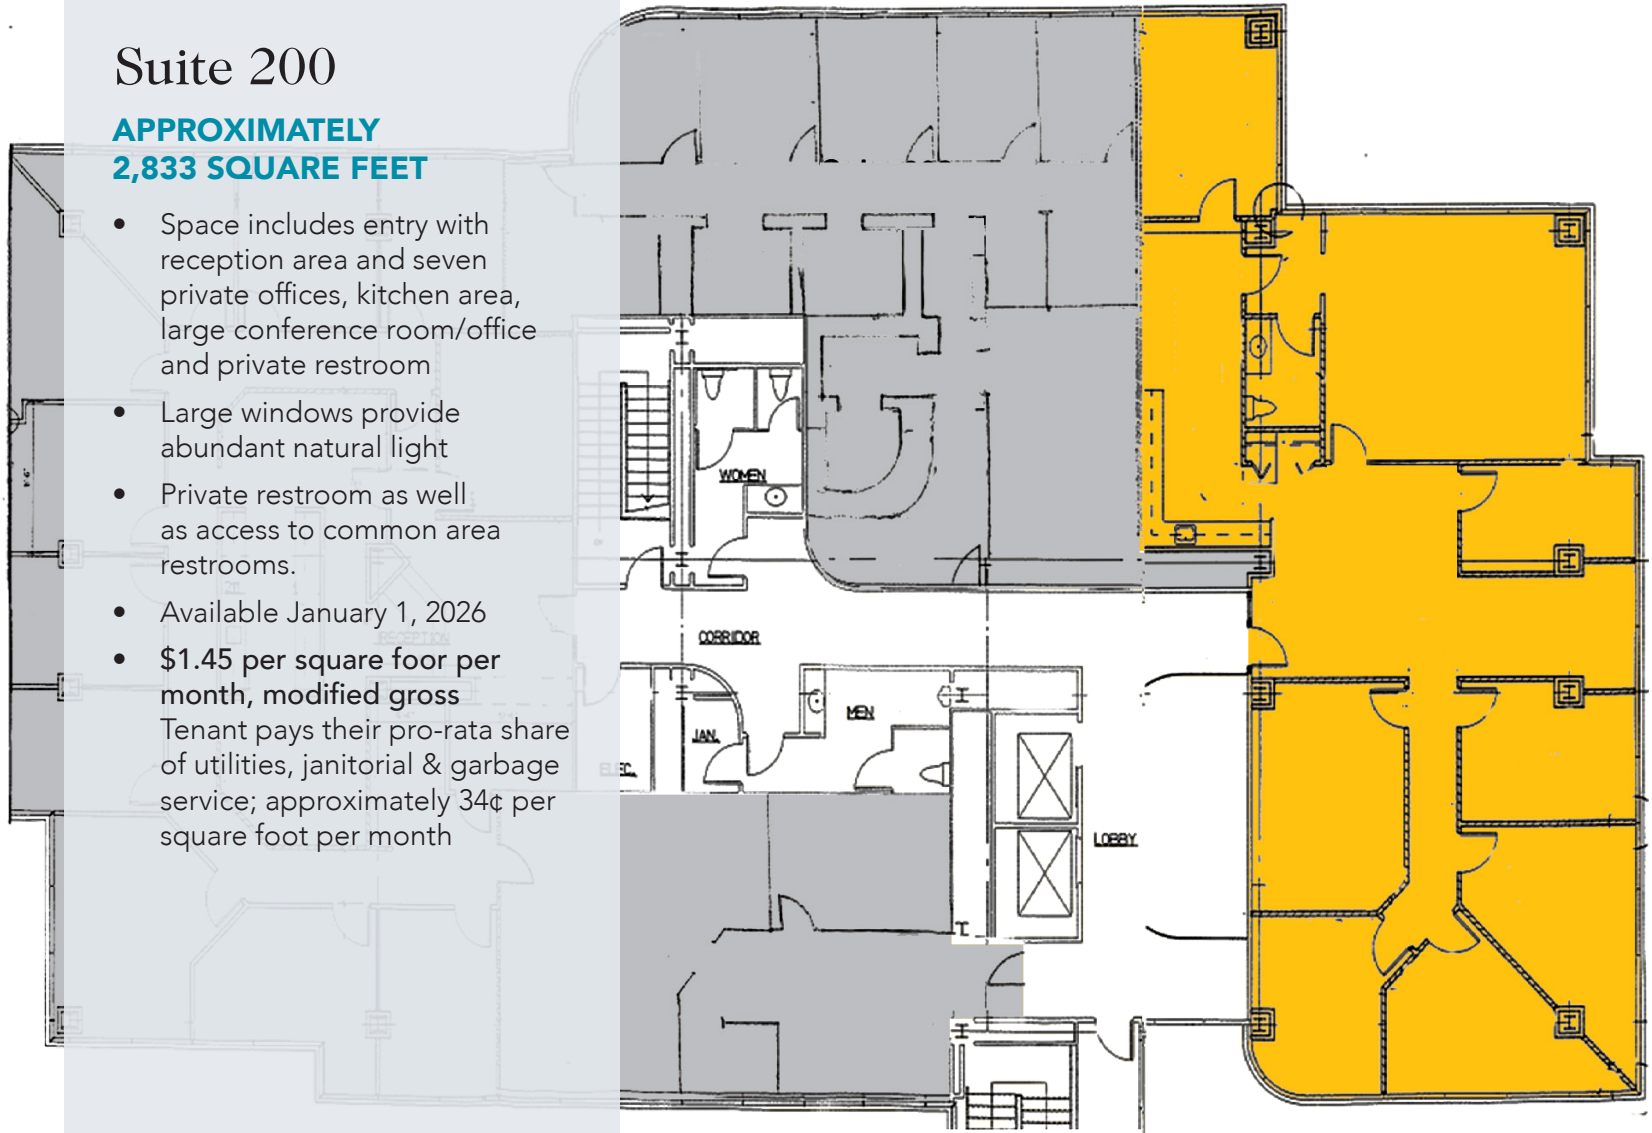 Suite 200
APPROXIMATELY
2,833 SQUARE FEET
• Space includes entry with
reception area and seven
private offices, kitchen area,
large conference room/office
and private restroom
• Large windows provide
abundant natural light
• Private restroom as well
as access to common area
restrooms.
• Available January 1, 2026
• $1.45 per square foor per
month, modified gross
Tenant pays their pro-rata share
of utilities, janitorial & garbage
service; approximately 34¢ per
square foot per month
RECEPTION
ELEC.
WOMEN
CORRIDOR
MEN
JAN.
LOBBY